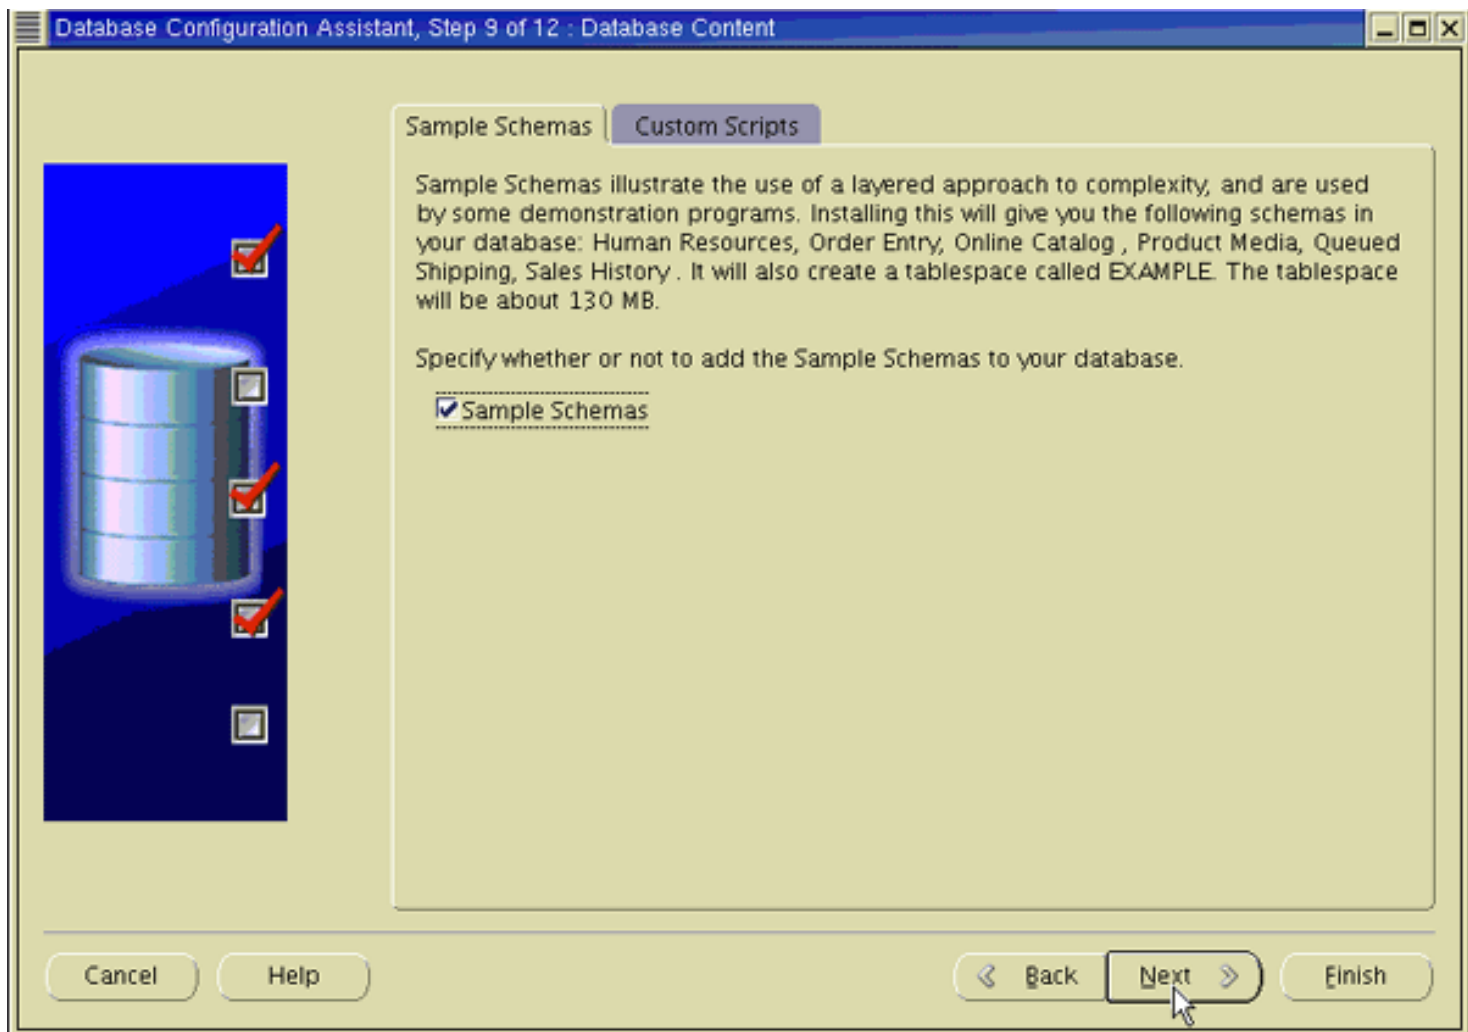 Database Configuration Assistant, Step 9 of 12 : Database Content
Sample Schemas
Custom Scripts
Sample Schemas illustrate the use of a layered approach to complexity, and are used
by some demonstration programs. Installing this will give you the following schemas in
your database: Human Resources, Order Entry, Online Catalog , Product Media, Queued
Shipping, Sales History . It will also create a tablespace called EXAMPLE. The tablespace
will be about 130 MB.
Specify whether or not to add the Sample Schemas to your database.
Sample Schemas
Cancel
Help
Back
Next
Finish